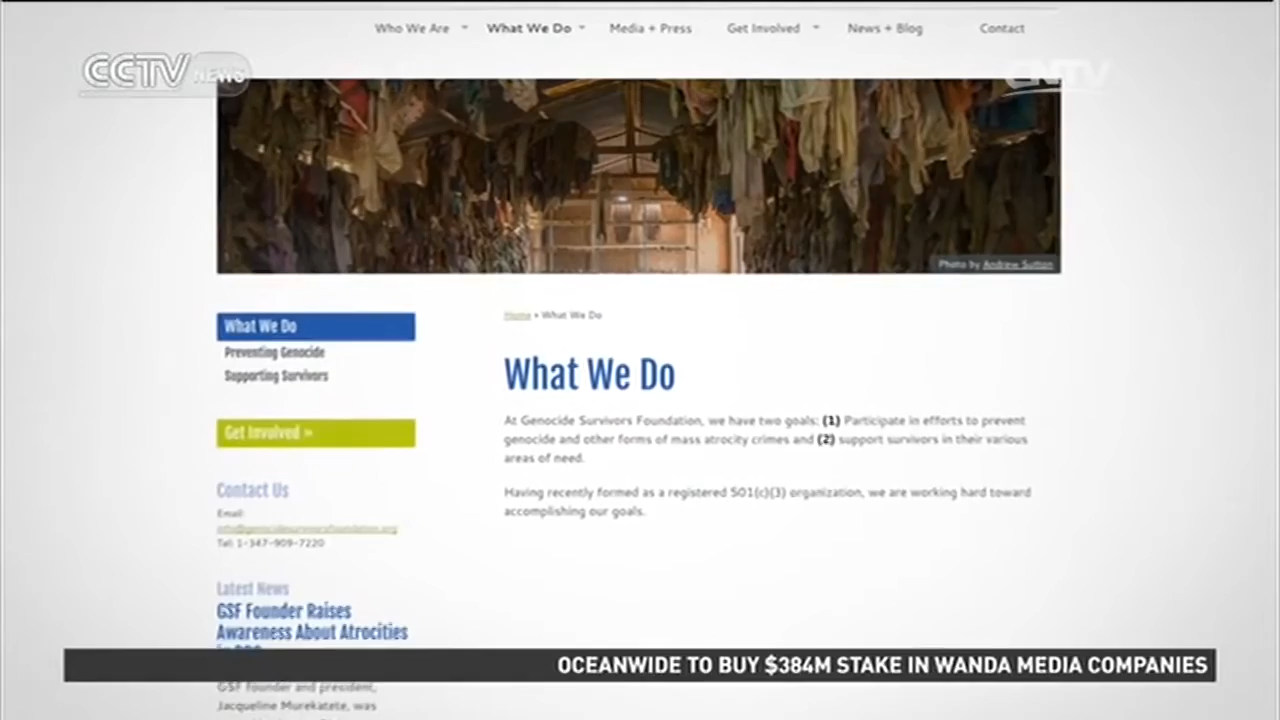 Who We Are
What We Do
Media + Press
Get Involved
News + Blog
Contact
CCTV NEWS
CNTV
Photo by Andrew Sutton
What We Do
Preventing Genocide
Supporting Survivors
Get Involved »
Contact Us
Email:
info@genocidesurvivorsfoundation.org
Tel: 1-347-909-7220
Latest News
GSF Founder Raises
Awareness About Atrocities
GSF founder and president,
Jacqueline Murekatete, was
Home » What We Do
What We Do
At Genocide Survivors Foundation, we have two goals: (1) Participate in efforts to prevent
genocide and other forms of mass atrocity crimes and (2) support survivors in their various
areas of need.
Having recently formed as a registered 501(c)(3) organization, we are working hard toward
accomplishing our goals.
OCEANWIDE TO BUY $384M STAKE IN WANDA MEDIA COMPANIES